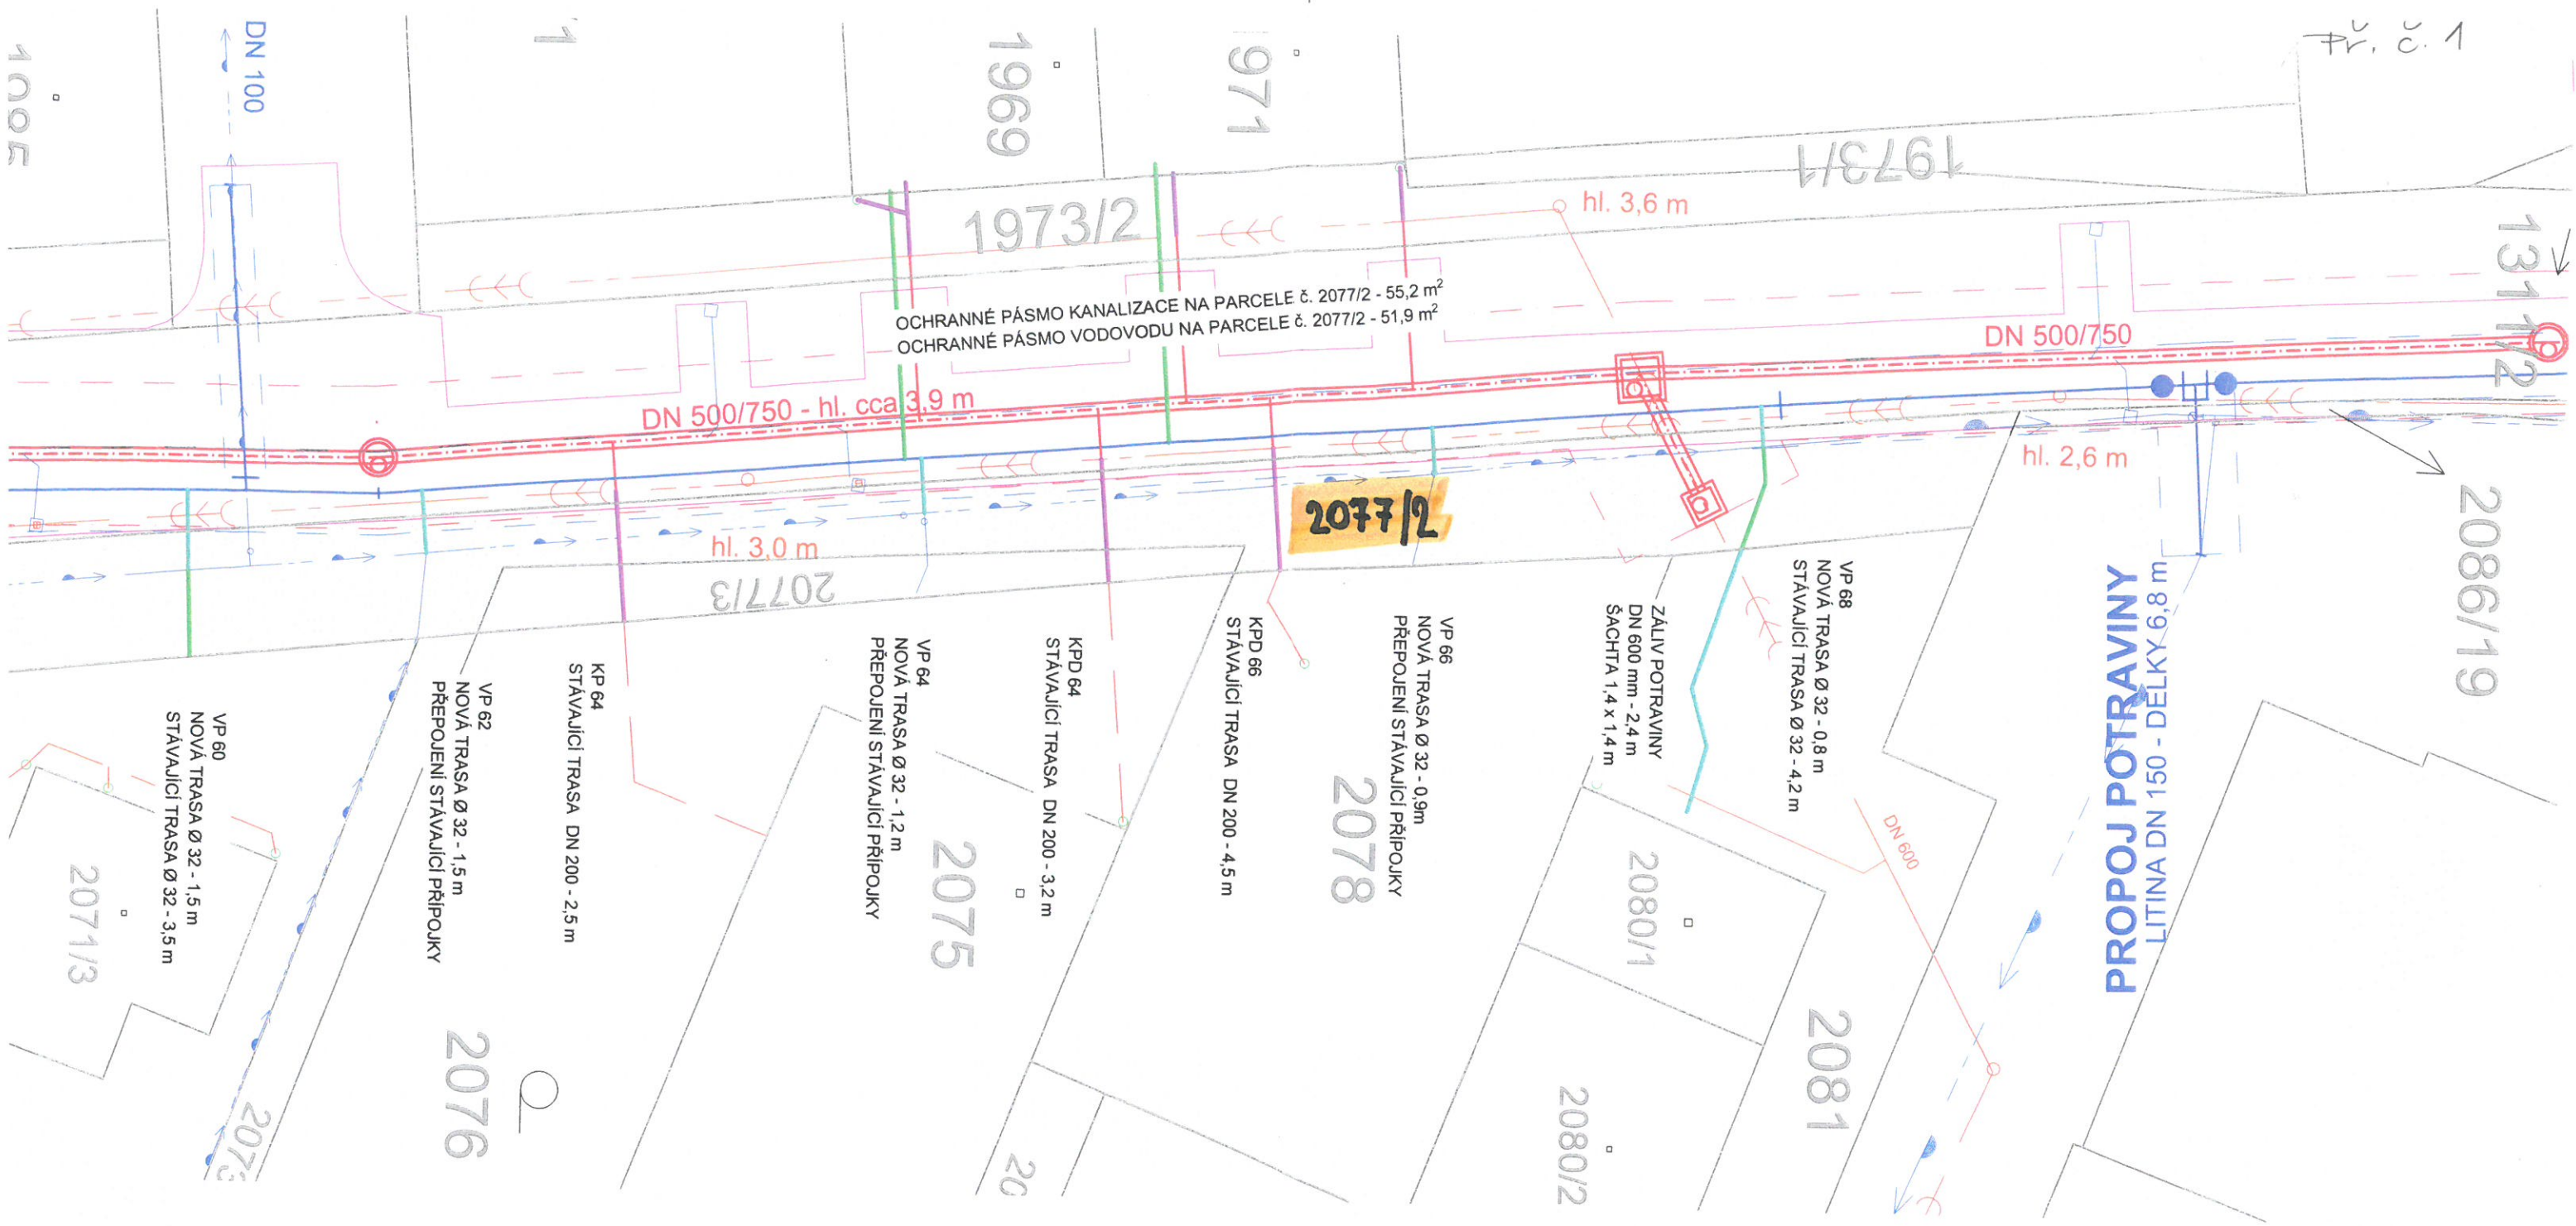 Př. č. 1
DN 100
1
1969
971
1973/1
1973/2
hl. 3,6 m
1311/2
OCHRANNÉ PÁSMO KANALIZACE NA PARCELE č. 2077/2 - 55,2 m²
OCHRANNÉ PÁSMO VODOVODU NA PARCELE č. 2077/2 - 51,9 m²
DN 500/750
DN 500/750 - hl. cca 3,9 m
hl. 2,6 m
2077/2
hl. 3,0 m
2077/3
2086/19
VP 60
NOVÁ TRASA Ø 32 - 1,5 m
STÁVAJÍCÍ TRASA Ø 32 - 3,5 m
VP 62
NOVÁ TRASA Ø 32 - 1,5 m
PŘEPOJENÍ STÁVAJÍCÍ PŘÍPOJKY
KP 64
STÁVAJÍCÍ TRASA DN 200 - 2,5 m
VP 64
NOVÁ TRASA Ø 32 - 1,2 m
PŘEPOJENÍ STÁVAJÍCÍ PŘÍPOJKY
KPD 64
STÁVAJÍCÍ TRASA DN 200 - 3,2 m
KPD 66
STÁVAJÍCÍ TRASA DN 200 - 4,5 m
VP 66
NOVÁ TRASA Ø 32 - 0,9m
PŘEPOJENÍ STÁVAJÍCÍ PŘÍPOJKY
ZÁLIV POTRAVINY
DN 600 mm - 2,4 m
ŠACHTA 1,4 x 1,4 m
VP 68
NOVÁ TRASA Ø 32 - 0,8 m
STÁVAJÍCÍ TRASA Ø 32 - 4,2 m
PROPOJ POTRAVINY
LITINA DN 150 - DELKY 6,8 m
DN 600
2071/3
2073
2076
2075
2078
2080/1
2081
2080/2
20